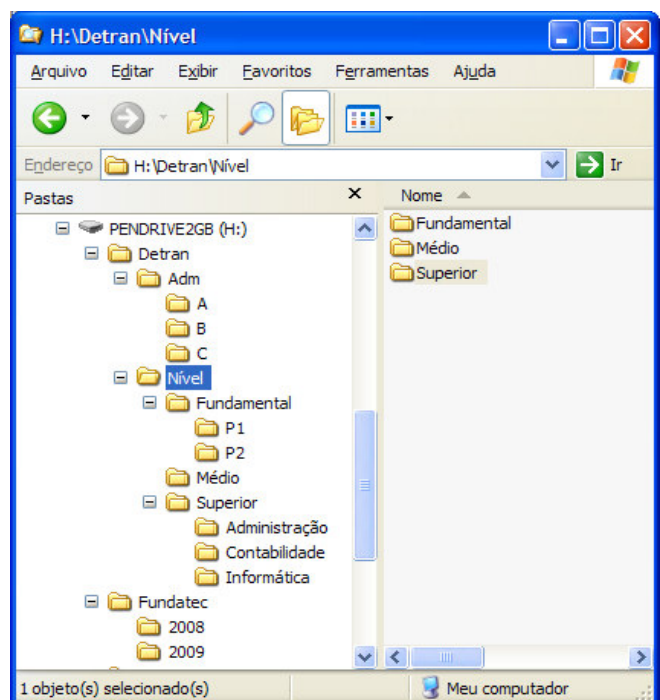 H:\Detran\Nível
Arquivo Editar Exibir Favoritos Ferramentas Ajuda
Endereço H:\Detran\Nível Ir
Pastas
PENDRIVE2GB (H:)
Detran
Adm
A
B
C
Nível
Fundamental
P1
P2
Médio
Superior
Administração
Contabilidade
Informática
Fundatec
2008
2009
Nome
Fundamental
Médio
Superior
1 objeto(s) selecionado(s) Meu computador